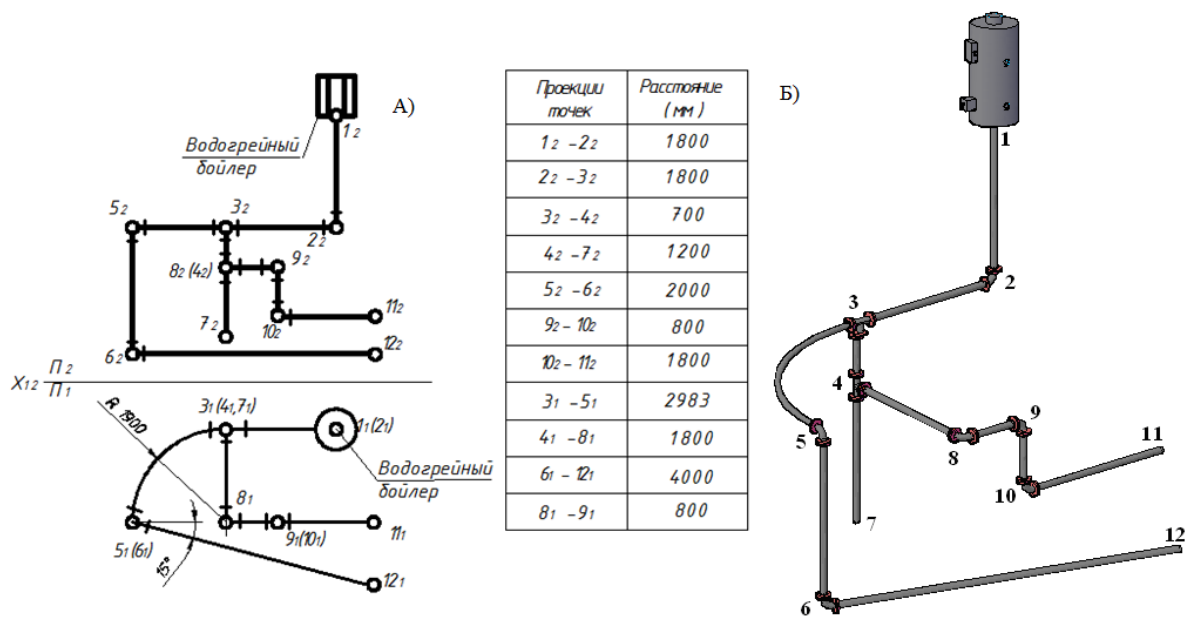 А)
1₂
Водогрейный
бойлер
5₂
3₂
2₂
8₂ (4₂)
9₂
7₂
10₂
11₂
12₂
6₂
X₁₂ П₂
П₁
R 1900
3₁(4₁,7₁)
1₁(2₁)
Водогрейный
бойлер
8₁
9₁(10₁)
11₁
5₁(6₁)
15°
12₁
Проекции точек Расстояние (мм)
1₂ – 2₂ 1800
2₂ – 3₂ 1800
3₂ – 4₂ 700
4₂ – 7₂ 1200
5₂ – 6₂ 2000
9₂ – 10₂ 800
10₂ – 11₂ 1800
3₁ – 5₁ 2983
4₁ – 8₁ 1800
6₁ – 12₁ 4000
8₁ – 9₁ 800
Б)
1
2
3
4
5
8
9
11
10
7
12
6